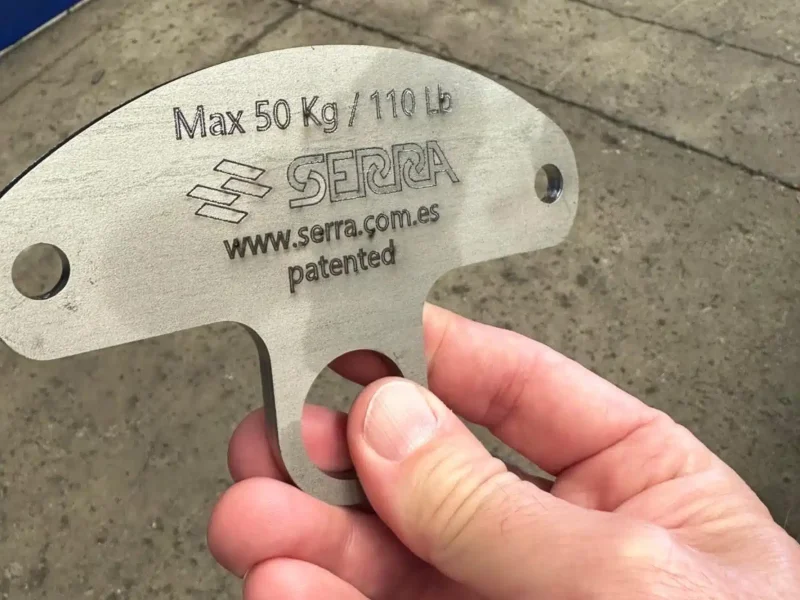 Max 50 Kg / 110 Lb
SERRA
www.serra.com.es
patented